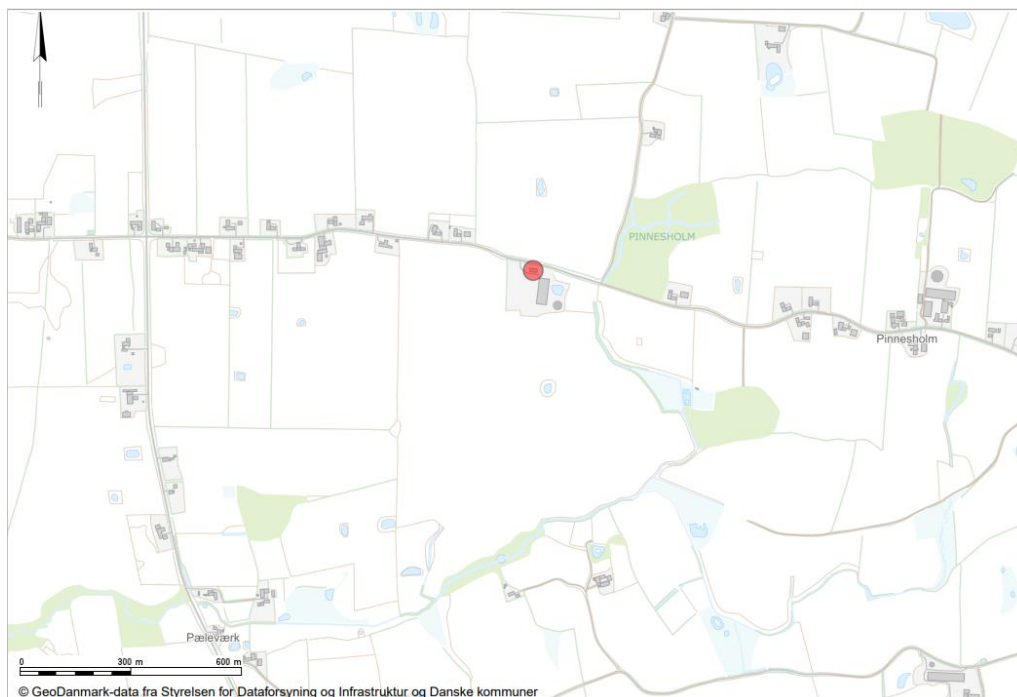 PINNESHOLM
Pinnesholm
Pæleværk
0 300 m 600 m
© GeoDanmark-data fra Styrelsen for Dataforsyning og Infrastruktur og Danske kommuner